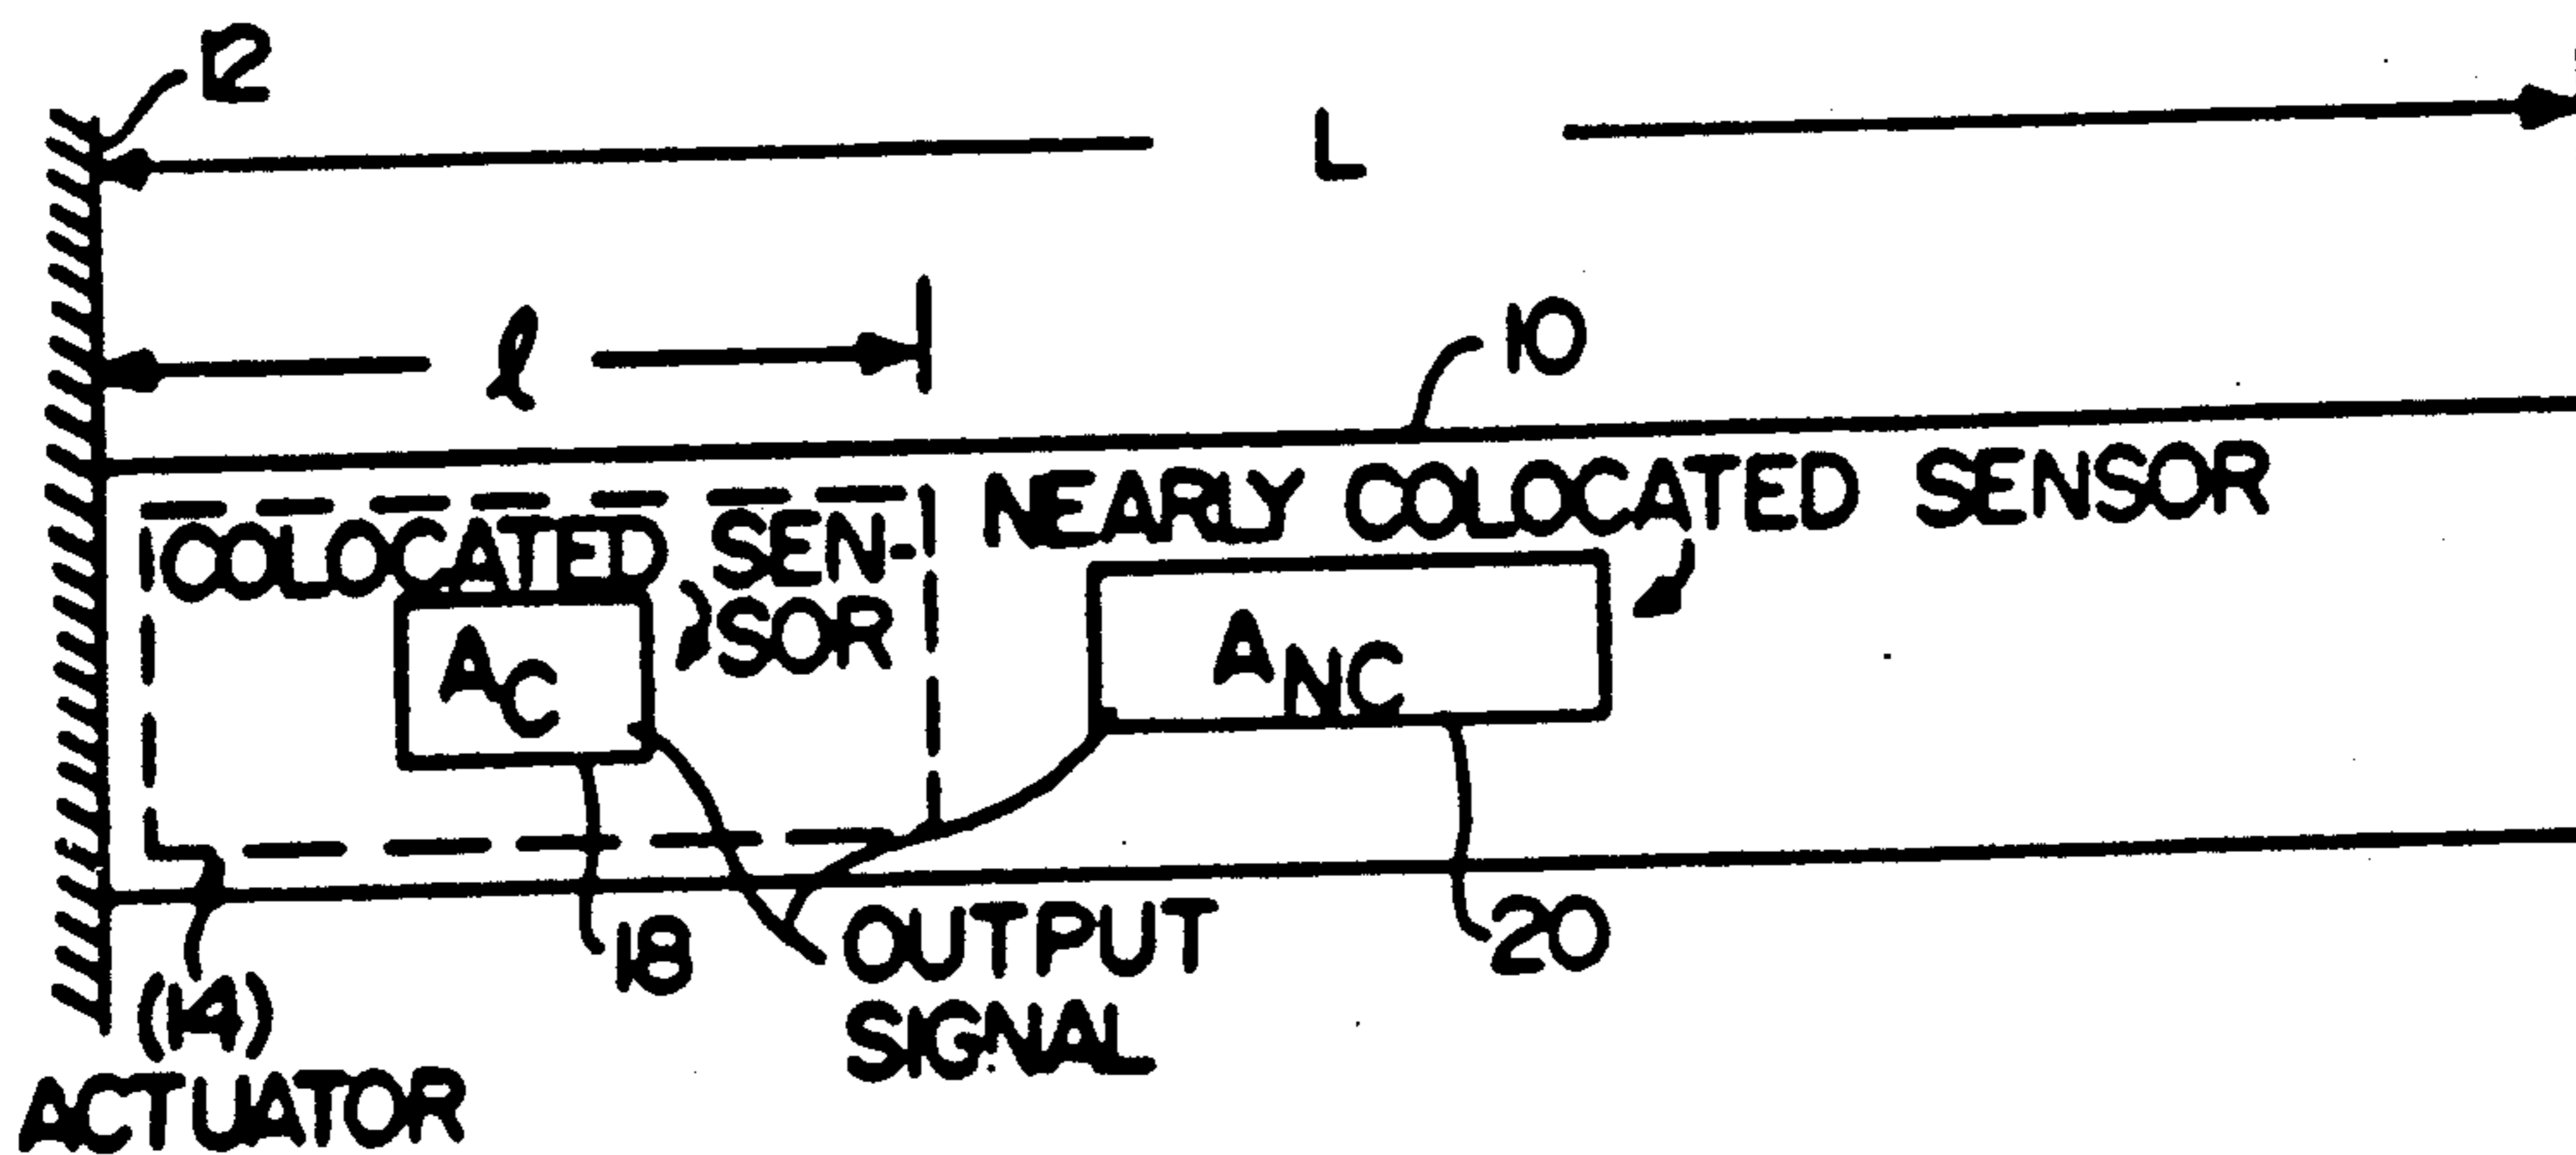 12
L
l
10
NEARLY COLOCATED SENSOR
COLOCATED SEN-
SOR
AC
ANC
18
20
OUTPUT
SIGNAL
(14)
ACTUATOR